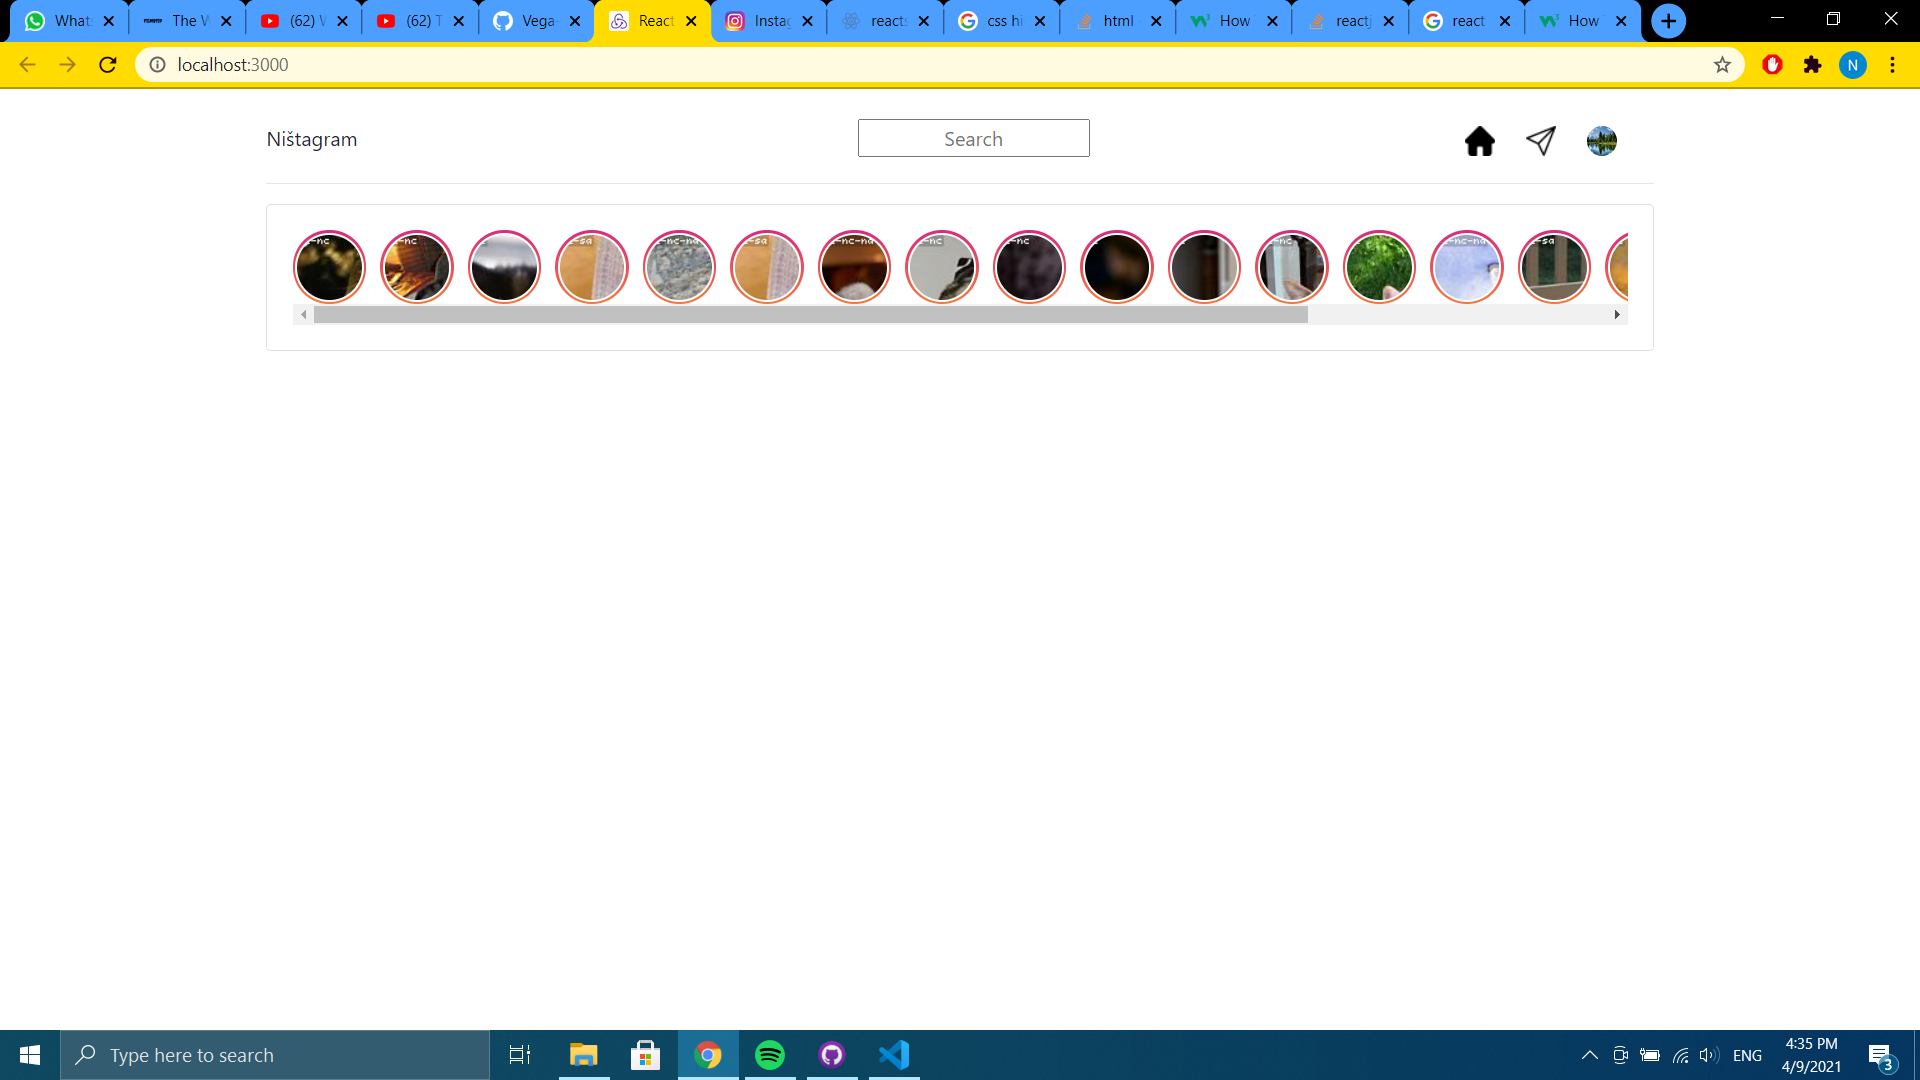 What
The W
(62) W
(62) T
Vega
React
Instag
reacts
css hi
html
How
reactj
react
How
localhost:3000
N
Ništagram
Search
-nc
-nc
-sa
-nc-na
-sa
-nc-na
-nc
-nc
-nc
-nc-na
-sa
Type here to search
ENG
4:35 PM
4/9/2021
3